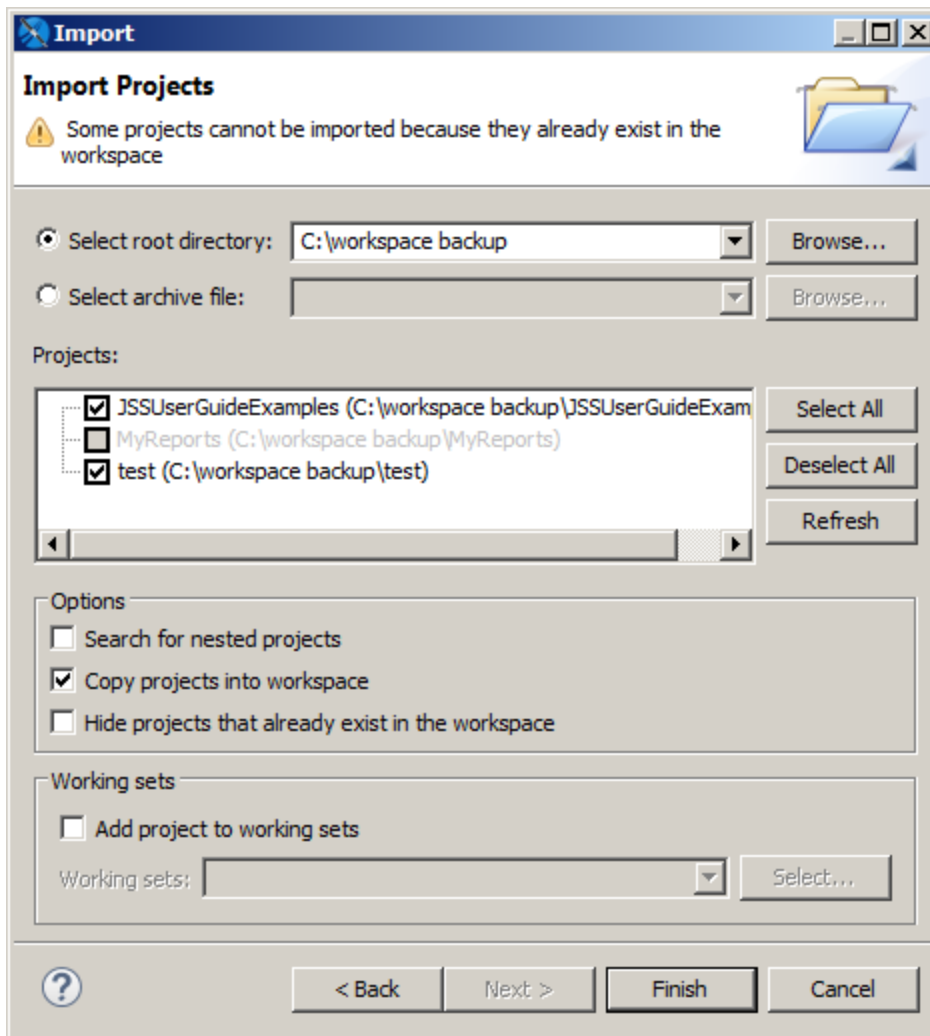 Import
Import Projects
Some projects cannot be imported because they already exist in the
workspace
Select root directory: C:\workspace backup Browse...
Select archive file: Browse...
Projects:
JSSUserGuideExamples (C:\workspace backup\JSSUserGuideExam
MyReports (C:\workspace backup\MyReports)
test (C:\workspace backup\test)
Select All
Deselect All
Refresh
Options
Search for nested projects
Copy projects into workspace
Hide projects that already exist in the workspace
Working sets
Add project to working sets
Working sets: Select...
? < Back Next > Finish Cancel